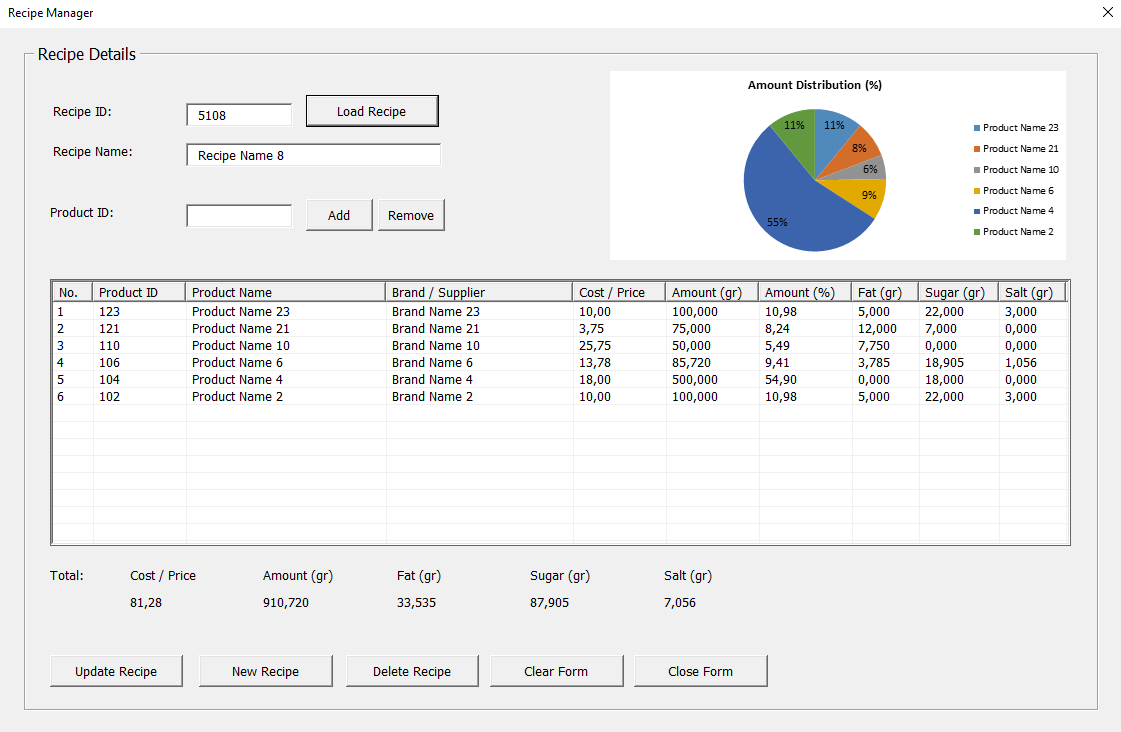 Recipe Manager
Recipe Details
Recipe ID: 5108 Load Recipe
Recipe Name: Recipe Name 8
Product ID: Add Remove
Amount Distribution (%)
11% 11%
8%
6%
9%
55%
Product Name 23
Product Name 21
Product Name 10
Product Name 6
Product Name 4
Product Name 2
No. Product ID Product Name Brand / Supplier Cost / Price Amount (gr) Amount (%) Fat (gr) Sugar (gr) Salt (gr)
1 123 Product Name 23 Brand Name 23 10,00 100,000 10,98 5,000 22,000 3,000
2 121 Product Name 21 Brand Name 21 3,75 75,000 8,24 12,000 7,000 0,000
3 110 Product Name 10 Brand Name 10 25,75 50,000 5,49 7,750 0,000 0,000
4 106 Product Name 6 Brand Name 6 13,78 85,720 9,41 3,785 18,905 1,056
5 104 Product Name 4 Brand Name 4 18,00 500,000 54,90 0,000 18,000 0,000
6 102 Product Name 2 Brand Name 2 10,00 100,000 10,98 5,000 22,000 3,000
Total: Cost / Price Amount (gr) Fat (gr) Sugar (gr) Salt (gr)
81,28 910,720 33,535 87,905 7,056
Update Recipe New Recipe Delete Recipe Clear Form Close Form